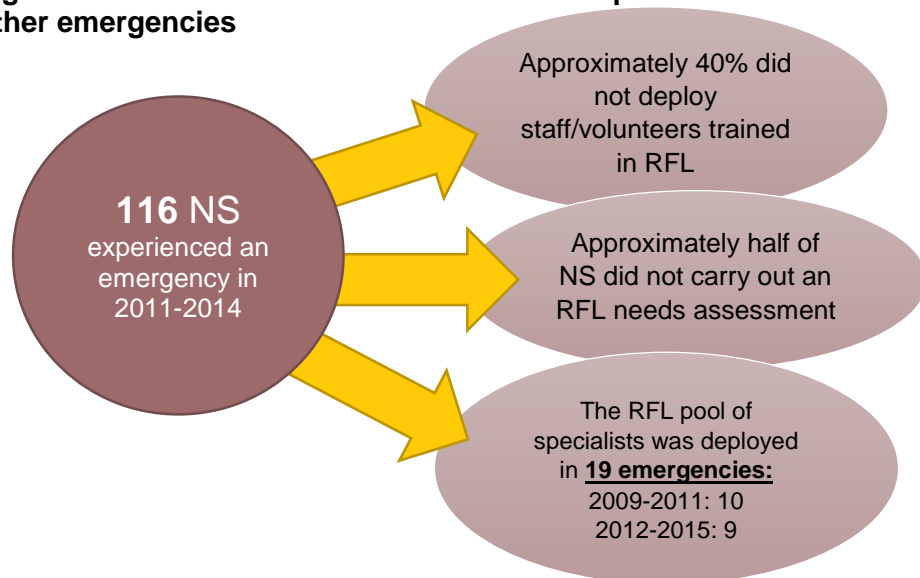 ther emergencies
Approximately 40% did
not deploy
staff/volunteers trained
in RFL
116 NS
experienced an
emergency in
2011-2014
Approximately half of
NS did not carry out an
RFL needs assessment
The RFL pool of
specialists was deployed
in 19 emergencies:
2009-2011: 10
2012-2015: 9